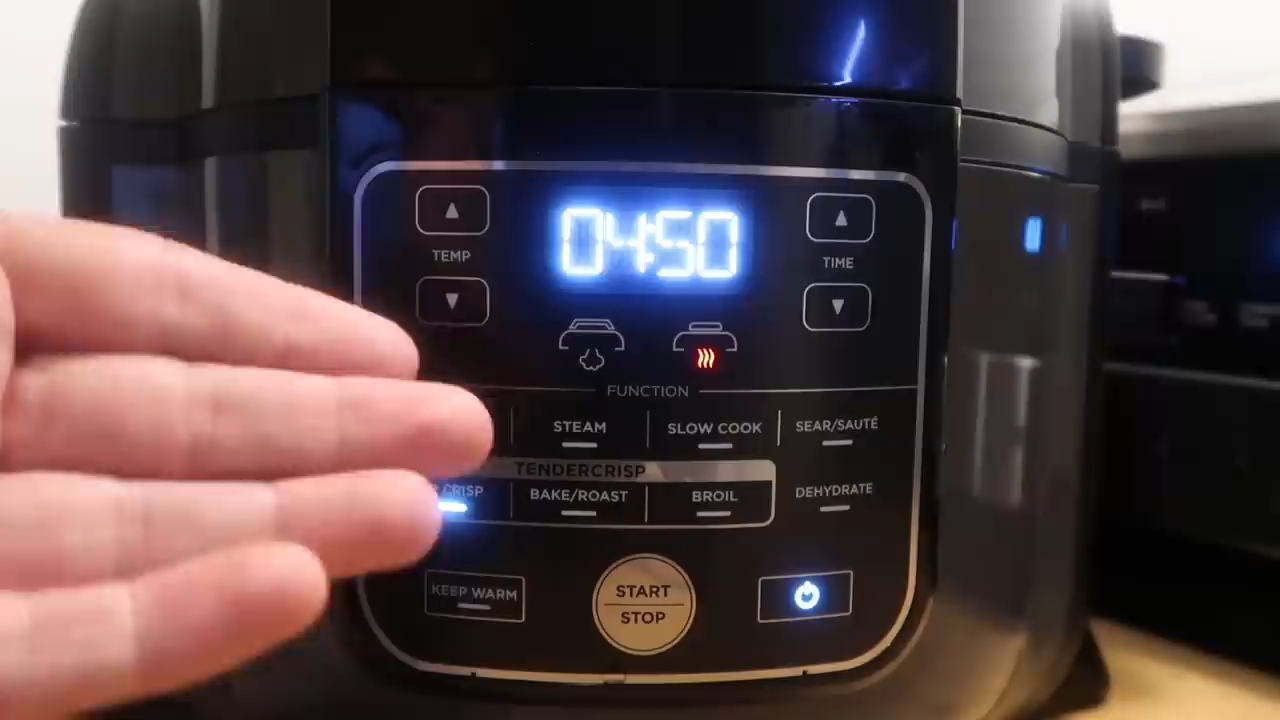 04:50
TEMP
TIME
FUNCTION
STEAM
SLOW COOK
SEAR/SAUTÉ
TENDERCRISP
CRISP
BAKE/ROAST
BROIL
DEHYDRATE
KEEP WARM
START
STOP